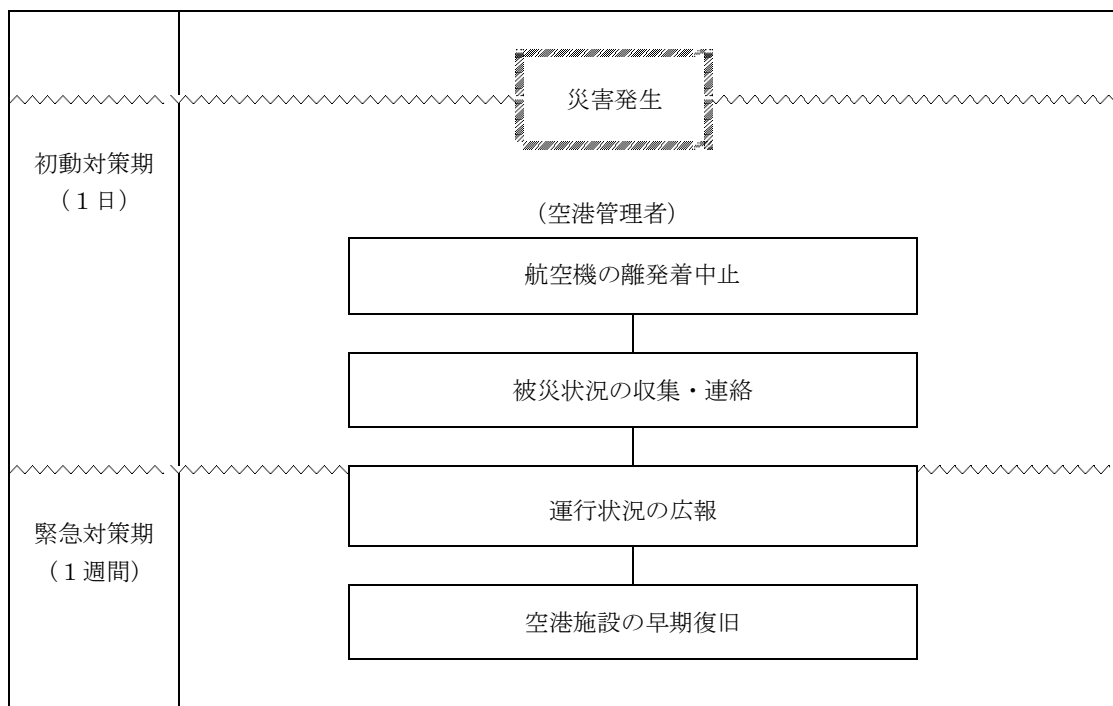 災害発生
初動対策期
（１日）
（空港管理者）
航空機の離発着中止
被災状況の収集・連絡
運行状況の広報
緊急対策期
（１週間）
空港施設の早期復旧